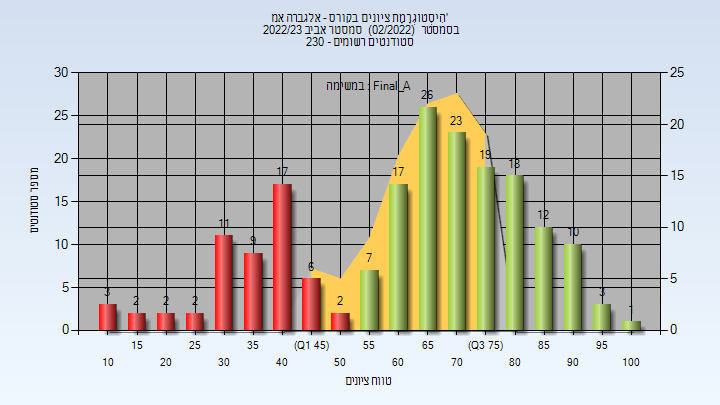 היסטוגרמת ציונים בקורס - אלגברה אמ'
בסמסטר (02/2022) סמסטר אביב 2022/23
סטודנטים רשומים - 230
במשימה : Final_A
מספר סטודנטים
30 25 20 15 10 5 0
25 20 15 10 5 0
3 2 2 2 11 9 17 6 2 7 17 26 23 19 18 12 10 3 1
15 25 35 (Q1 45) 55 65 (Q3 75) 85 95
10 20 30 40 50 60 70 80 90 100
טווח ציונים